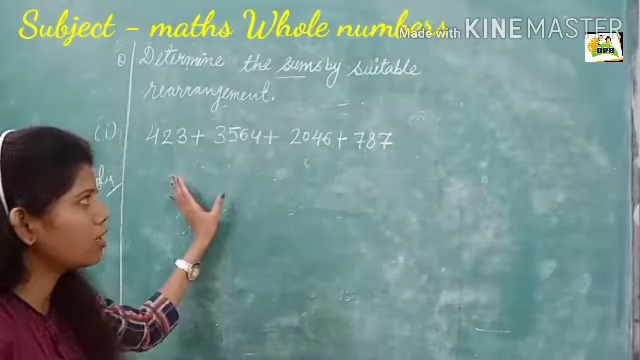 Subject - maths Whole numbers
Made with KINEMASTER
Q Determine the sums by suitable
rearrangement.
(i) 423 + 3564 + 2046 + 787